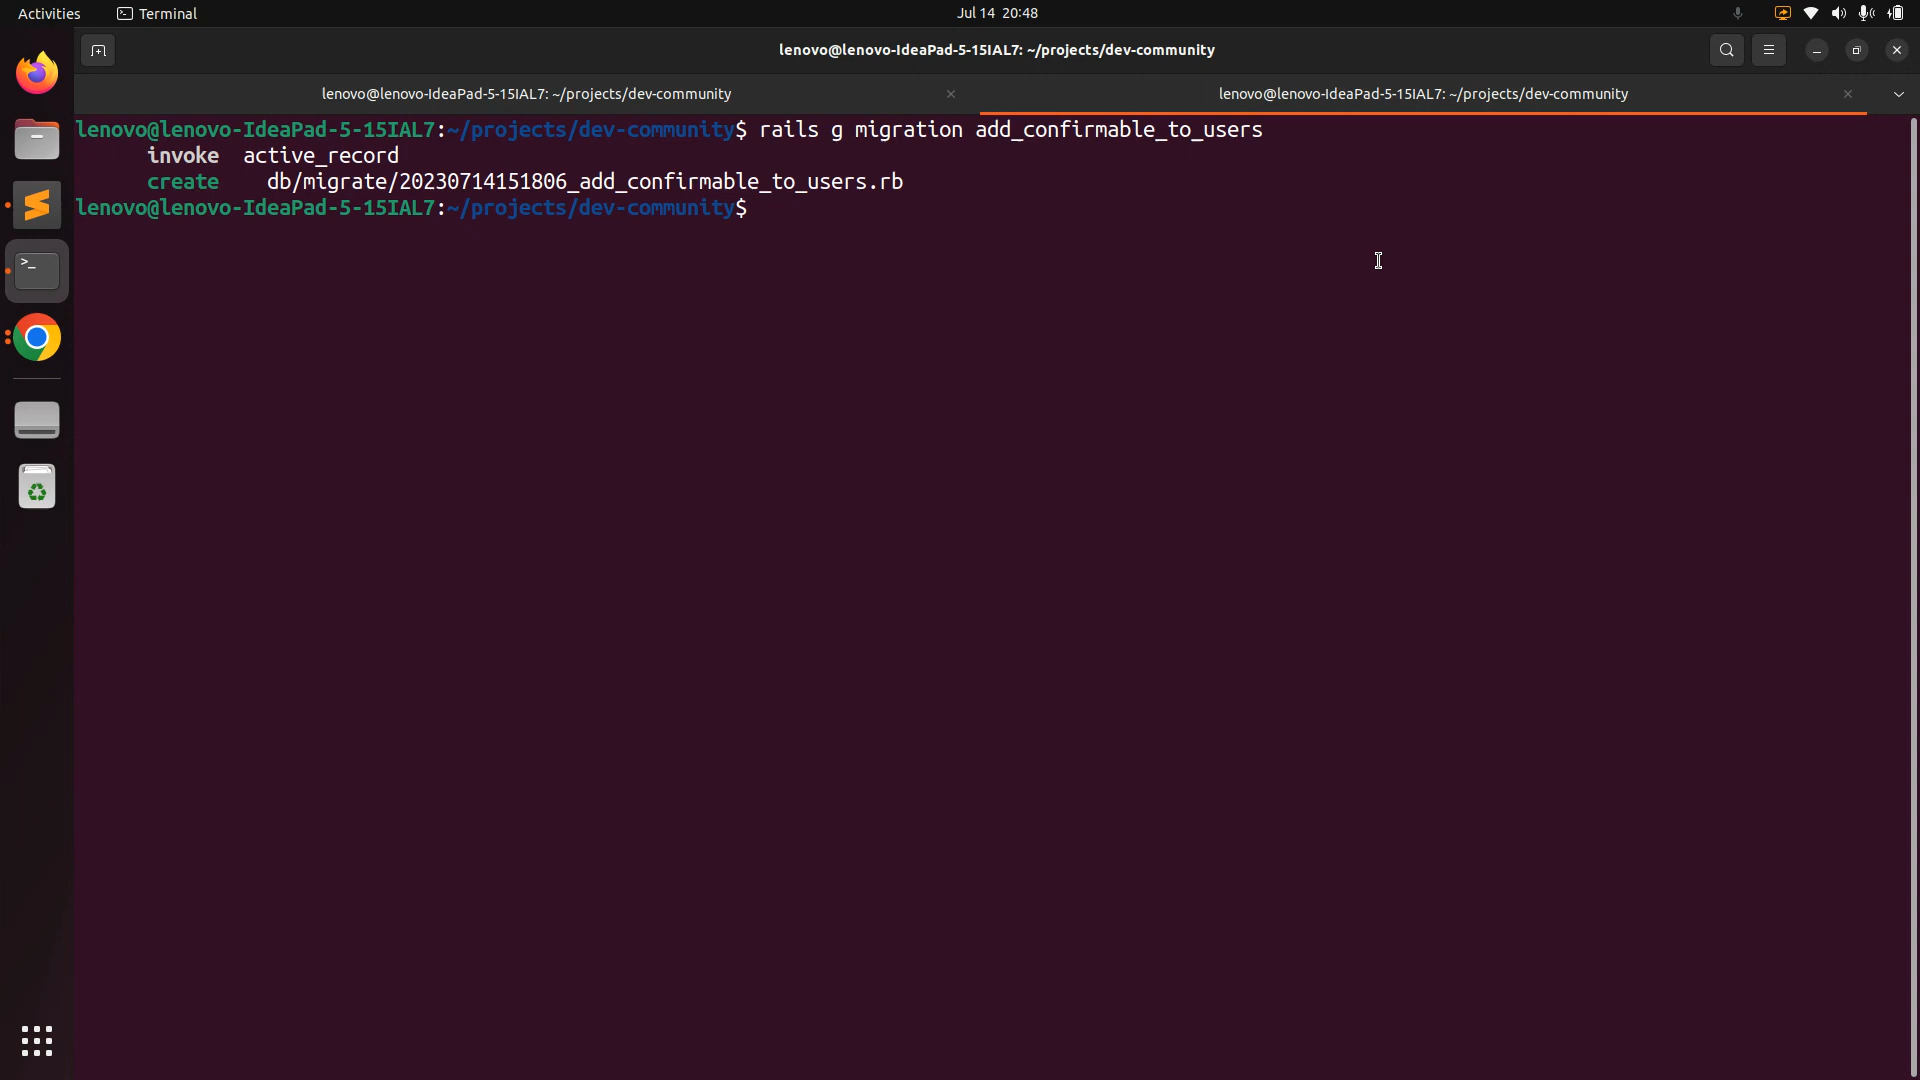 Activities Terminal Jul 14 20:48
lenovo@lenovo-IdeaPad-5-15IAL7: ~/projects/dev-community
lenovo@lenovo-IdeaPad-5-15IAL7: ~/projects/dev-community lenovo@lenovo-IdeaPad-5-15IAL7: ~/projects/dev-community
lenovo@lenovo-IdeaPad-5-15IAL7:~/projects/dev-community$ rails g migration add_confirmable_to_users
invoke active_record
create db/migrate/20230714151806_add_confirmable_to_users.rb
lenovo@lenovo-IdeaPad-5-15IAL7:~/projects/dev-community$